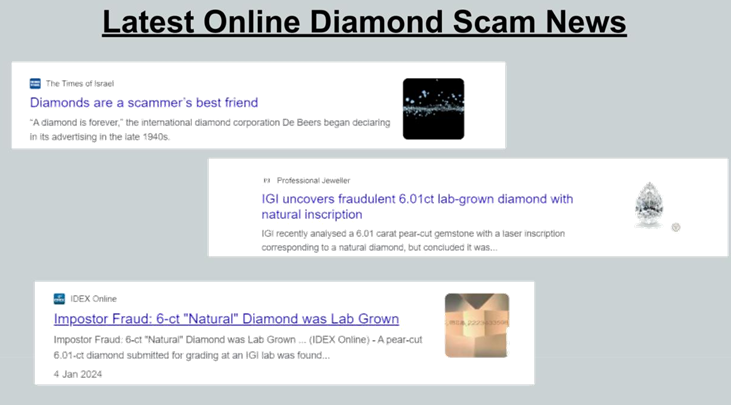 Latest Online Diamond Scam News
The Times of Israel
Diamonds are a scammer's best friend
"A diamond is forever," the international diamond corporation De Beers began declaring
in its advertising in the late 1940s.
Professional Jeweller
IGI uncovers fraudulent 6.01ct lab-grown diamond with
natural inscription
IGI recently analysed a 6.01 carat pear-cut gemstone with a laser inscription
corresponding to a natural diamond, but concluded it was...
IDEX Online
Impostor Fraud: 6-ct "Natural" Diamond was Lab Grown
Impostor Fraud: 6-ct "Natural" Diamond was Lab Grown ... (IDEX Online) - A pear-cut
6.01-ct diamond submitted for grading at an IGI lab was found...
4 Jan 2024